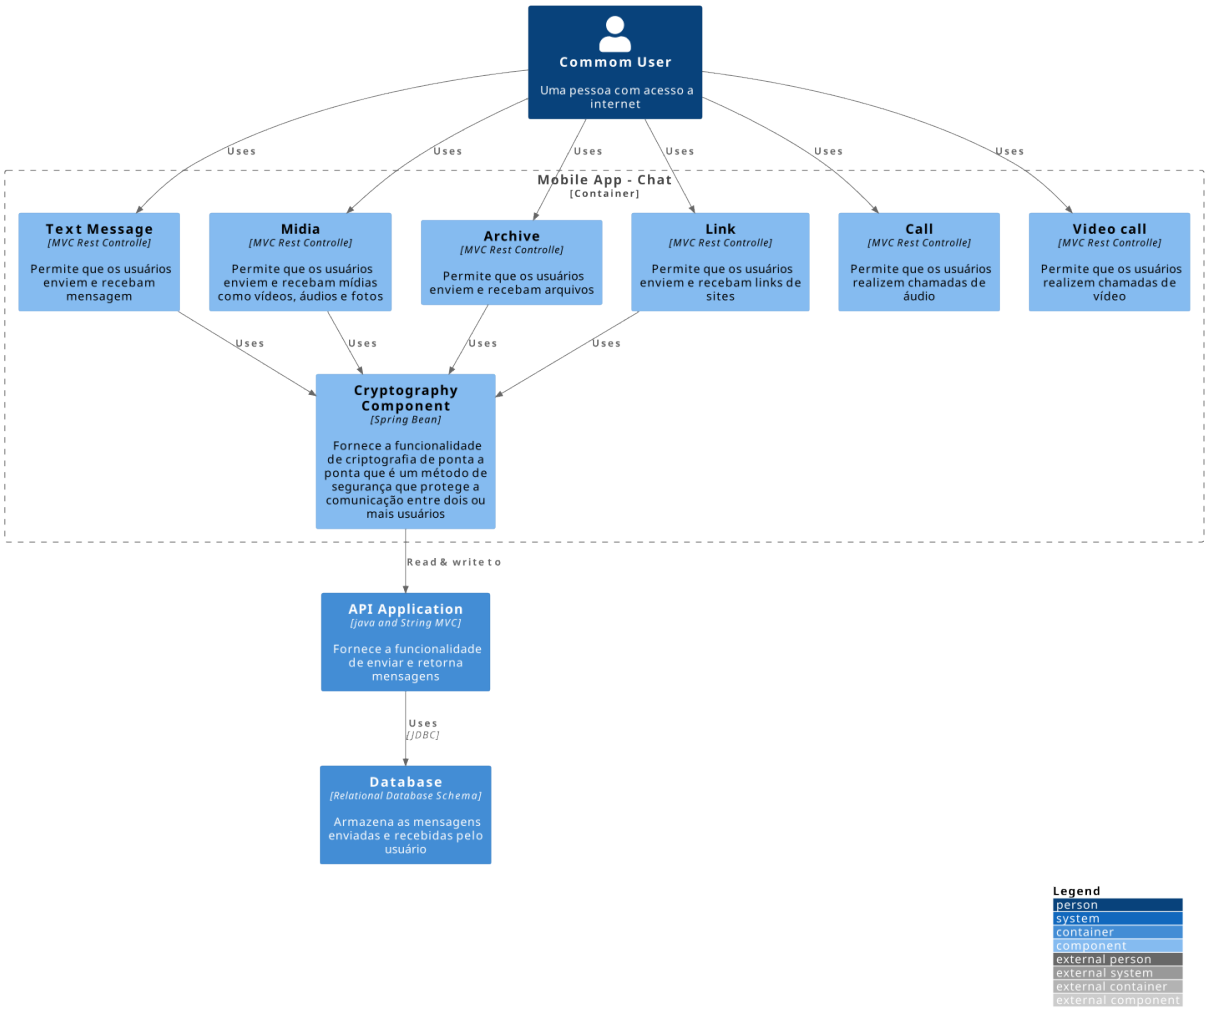 Commom User
Uma pessoa com acesso a
internet
Uses
Uses
Uses
Uses
Uses
Uses
Mobile App - Chat
[Container]
Text Message
[MVC Rest Controlle]
Permite que os usuários
enviem e recebam
mensagem
Midia
[MVC Rest Controlle]
Permite que os usuários
enviem e recebam mídias
como vídeos, áudios e fotos
Archive
[MVC Rest Controlle]
Permite que os usuários
enviem e recebam arquivos
Link
[MVC Rest Controlle]
Permite que os usuários
enviem e recebam links de
sites
Call
[MVC Rest Controlle]
Permite que os usuários
realizem chamadas de
áudio
Video call
[MVC Rest Controlle]
Permite que os usuários
realizem chamadas de
vídeo
Uses
Uses
Uses
Uses
Cryptography
Component
[Spring Bean]
Fornece a funcionalidade
de criptografia de ponta a
ponta que é um método de
segurança que protege a
comunicação entre dois ou
mais usuários
Read & write to
API Application
[java and String MVC]
Fornece a funcionalidade
de enviar e retorna
mensagens
Uses
[JDBC]
Database
[Relational Database Schema]
Armazena as mensagens
enviadas e recebidas pelo
usuário
Legend
person
system
container
component
external person
external system
external container
external component